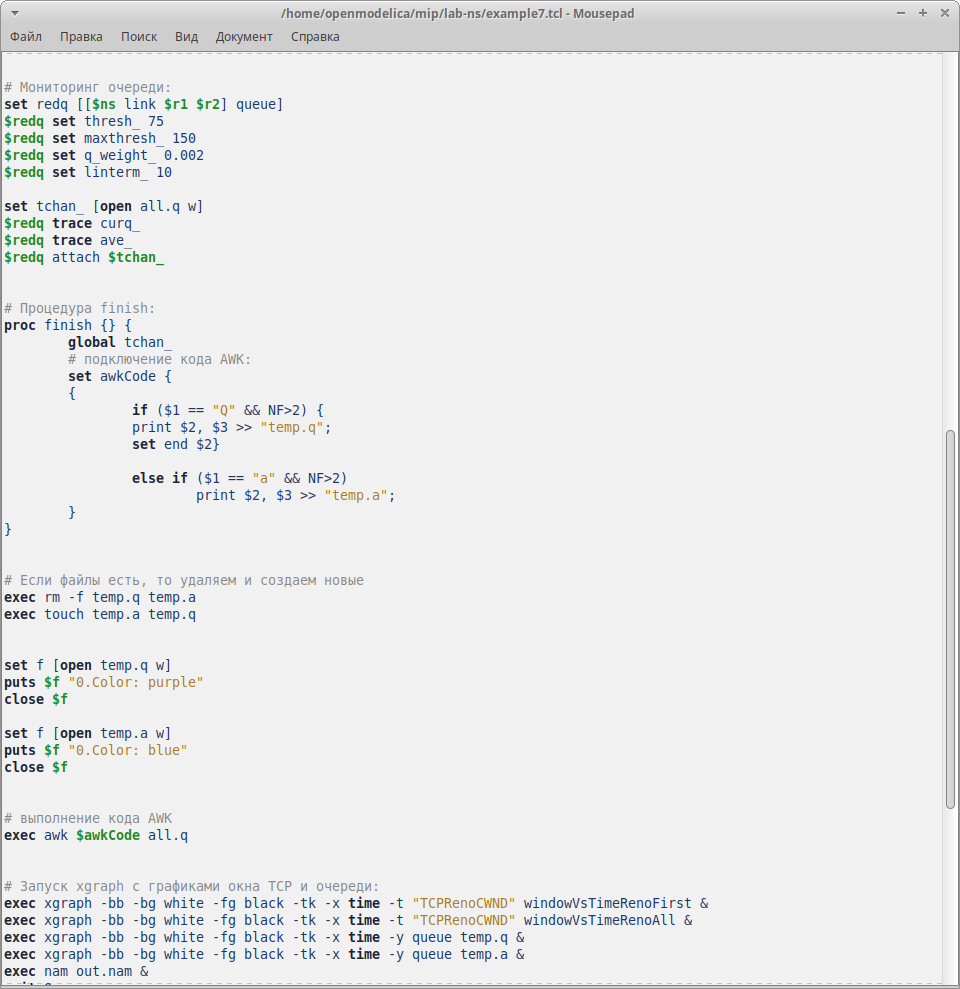 /home/openmodelica/mip/lab-ns/example7.tcl - Mousepad
Файл Правка Поиск Вид Документ Справка
# Мониторинг очереди:
set redq [[$ns link $r1 $r2] queue]
$redq set thresh_ 75
$redq set maxthresh_ 150
$redq set q_weight_ 0.002
$redq set linterm_ 10
set tchan_ [open all.q w]
$redq trace curq_
$redq trace ave_
$redq attach $tchan_
# Процедура finish:
proc finish {} {
global tchan_
# подключение кода AWK:
set awkCode {
{
if ($1 == "Q" && NF>2) {
print $2, $3 >> "temp.q";
set end $2}
else if ($1 == "a" && NF>2)
print $2, $3 >> "temp.a";
}
}
# Если файлы есть, то удаляем и создаем новые
exec rm -f temp.q temp.a
exec touch temp.a temp.q
set f [open temp.q w]
puts $f "0.Color: purple"
close $f
set f [open temp.a w]
puts $f "0.Color: blue"
close $f
# выполнение кода AWK
exec awk $awkCode all.q
# Запуск xgraph с графиками окна TCP и очереди:
exec xgraph -bb -bg white -fg black -tk -x time -t "TCPRenoCWND" windowVsTimeRenoFirst &
exec xgraph -bb -bg white -fg black -tk -x time -t "TCPRenoCWND" windowVsTimeRenoAll &
exec xgraph -bb -bg white -fg black -tk -x time -y queue temp.q &
exec xgraph -bb -bg white -fg black -tk -x time -y queue temp.a &
exec nam out.nam &